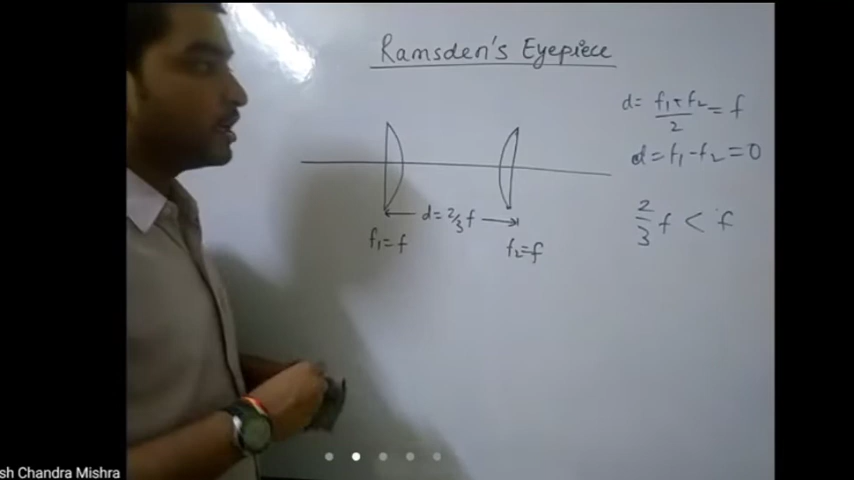 Ramsden's Eyepiece
d = (f₁+f₂)/2 = f
d = f₁-f₂ = 0
d = 2/3 f
2/3 f < f
f₁=f
f₂=f
sh Chandra Mishra